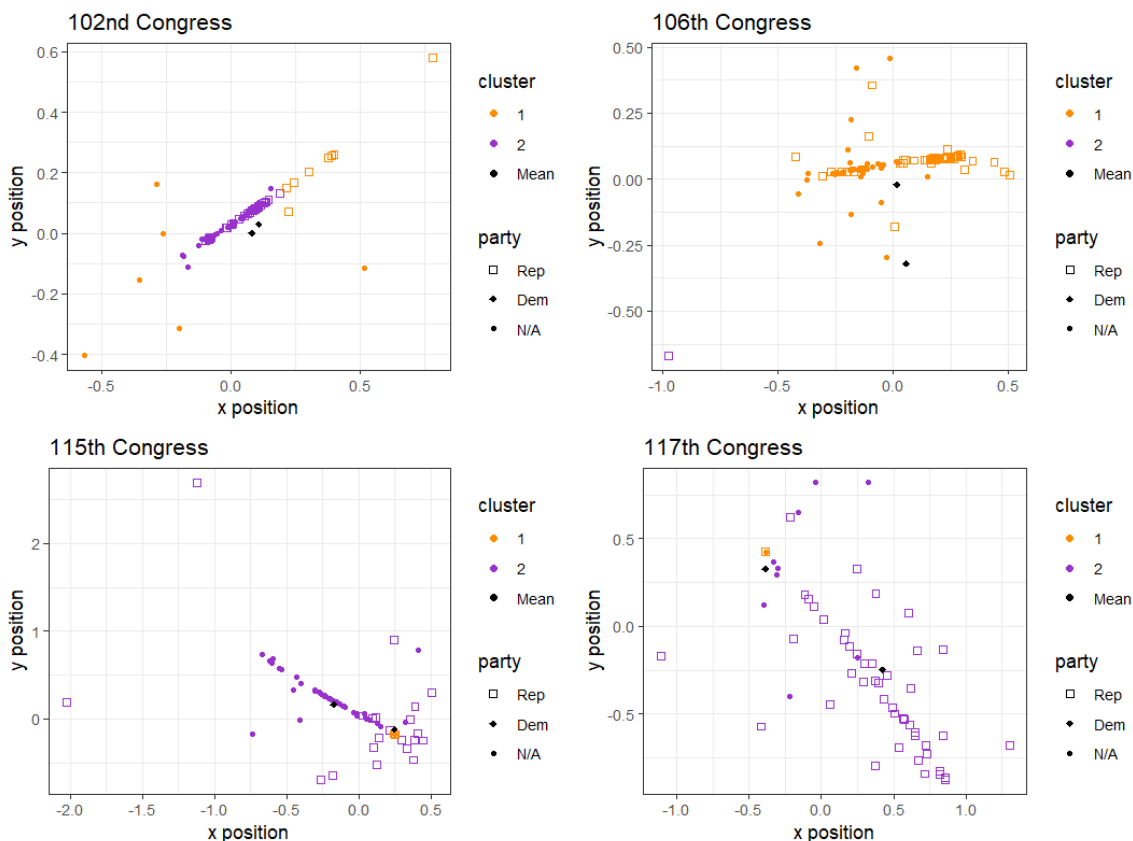 102nd Congress
0.6
0.4
0.2
0.0
-0.2
-0.4
y position
-0.5
0.0
0.5
x position
cluster
1
2
Mean
party
Rep
Dem
N/A
106th Congress
0.50
0.25
0.00
-0.25
-0.50
y position
-1.0
-0.5
0.0
0.5
x position
cluster
1
2
Mean
party
Rep
Dem
N/A
115th Congress
2
1
0
y position
-2.0
-1.5
-1.0
-0.5
0.0
0.5
x position
cluster
1
2
Mean
party
Rep
Dem
N/A
117th Congress
0.5
0.0
-0.5
y position
-1.0
-0.5
0.0
0.5
1.0
x position
cluster
1
2
Mean
party
Rep
Dem
N/A